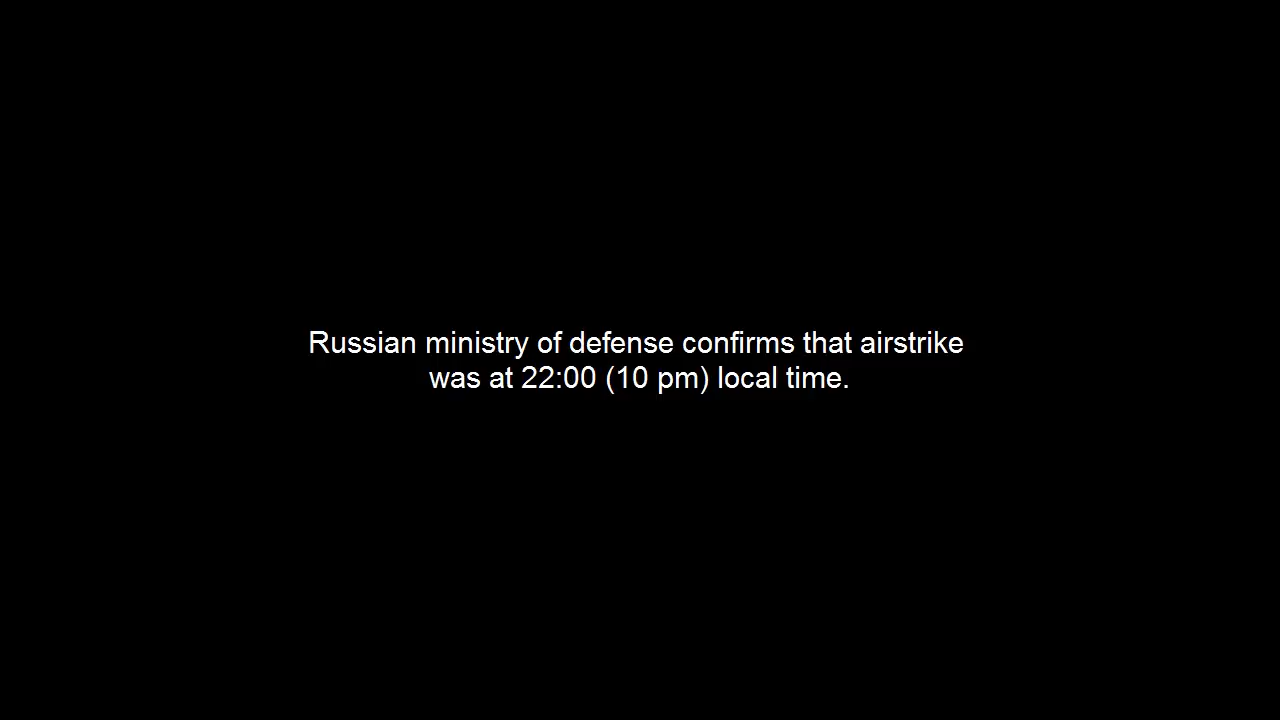 Russian ministry of defense confirms that airstrike
was at 22:00 (10 pm) local time.